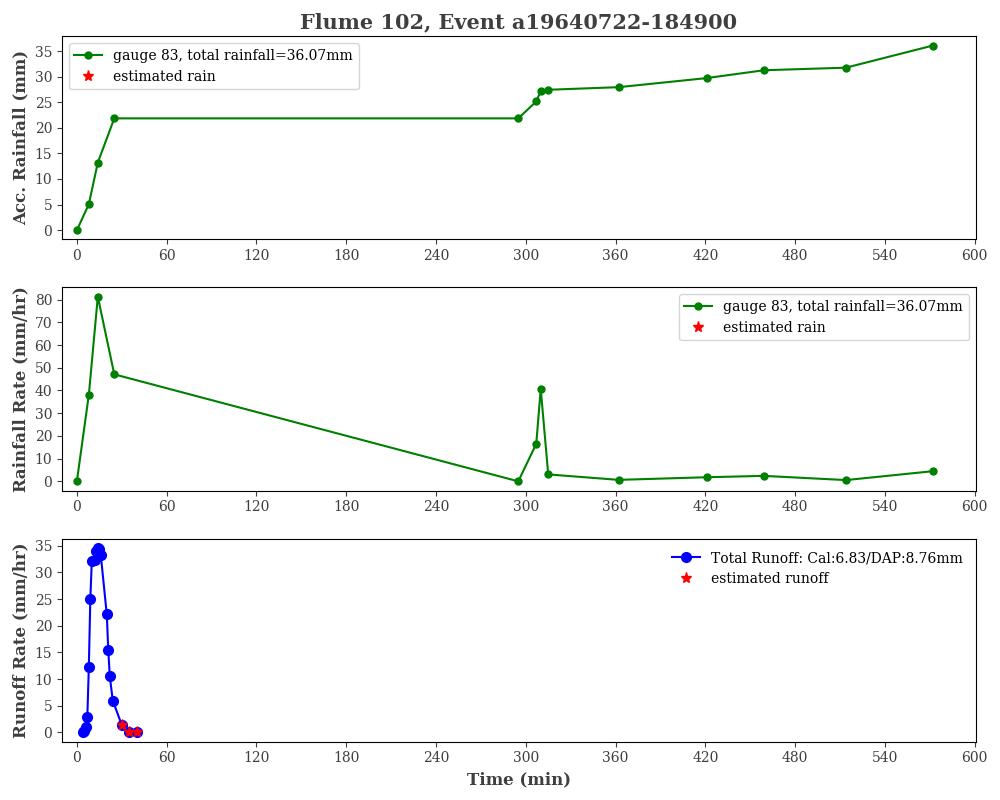 Flume 102, Event a19640722-184900
Acc. Rainfall (mm)
35
30
25
20
15
10
5
0
gauge 83, total rainfall=36.07mm
estimated rain
0 60 120 180 240 300 360 420 480 540 600
Rainfall Rate (mm/hr)
80
70
60
50
40
30
20
10
0
gauge 83, total rainfall=36.07mm
estimated rain
0 60 120 180 240 300 360 420 480 540 600
Runoff Rate (mm/hr)
35
30
25
20
15
10
5
0
Total Runoff: Cal:6.83/DAP:8.76mm
estimated runoff
0 60 120 180 240 300 360 420 480 540 600
Time (min)